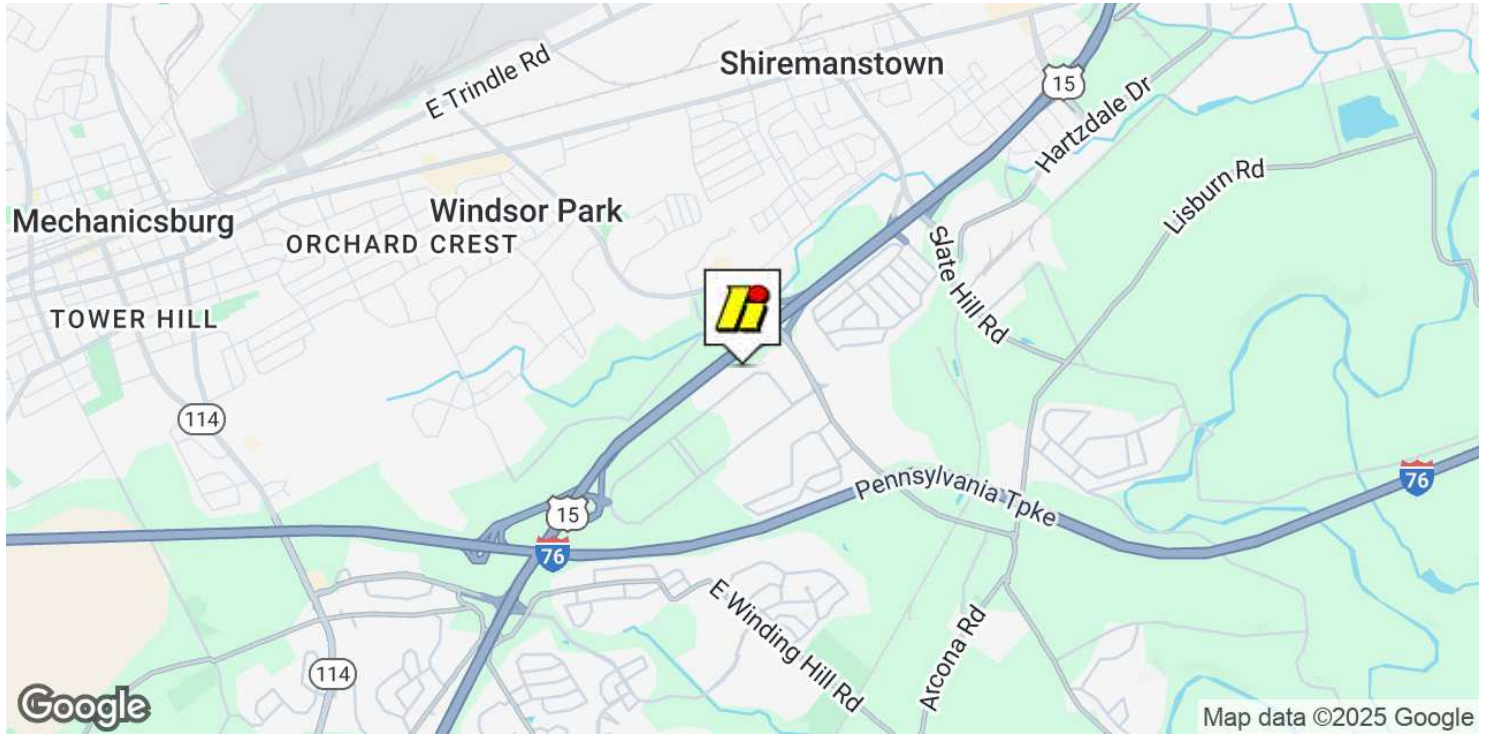 Shiremanstown
E Trindle Rd
15
Hartzdale Dr
Lisburn Rd
Mechanicsburg
Windsor Park
ORCHARD CREST
Slate Hill Rd
TOWER HILL
114
Pennsylvania Tpke
76
15
76
E Winding Hill Rd
Arcona Rd
114
Google
Map data ©2025 Google